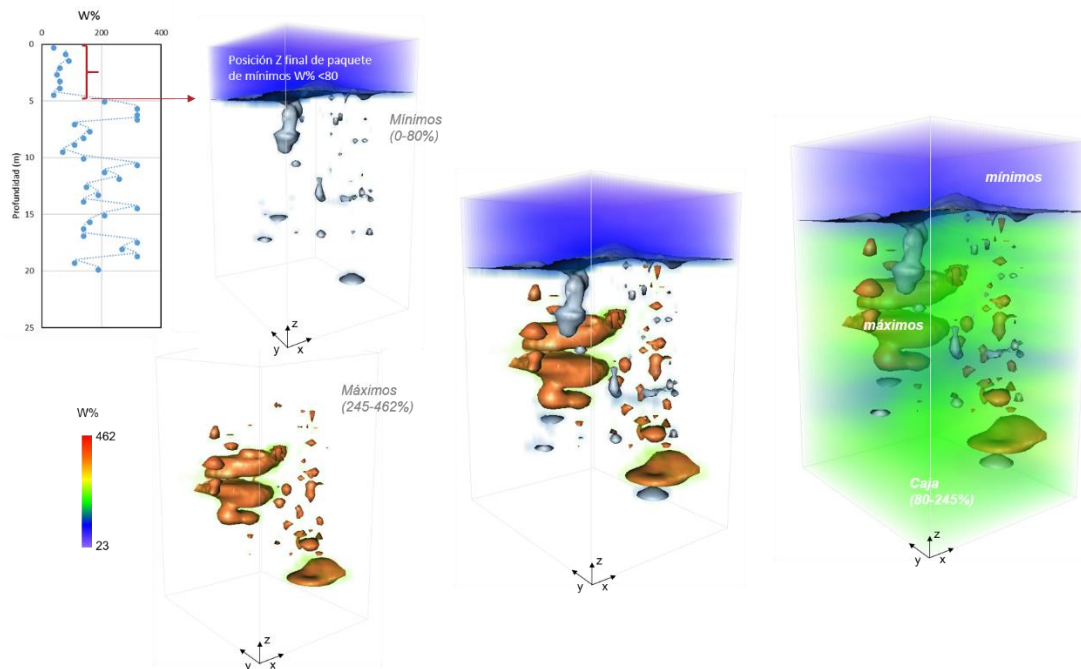 W%
0 200 400
0
5
10
15
20
25
Profundidad (m)
Posición Z final de paquete
de mínimos W% <80
Mínimos
(0-80%)
z
y x
Máximos
(245-462%)
W%
462
23
z
y x
z
y x
mínimos
máximos
Caja
(80-245%)
z
y x